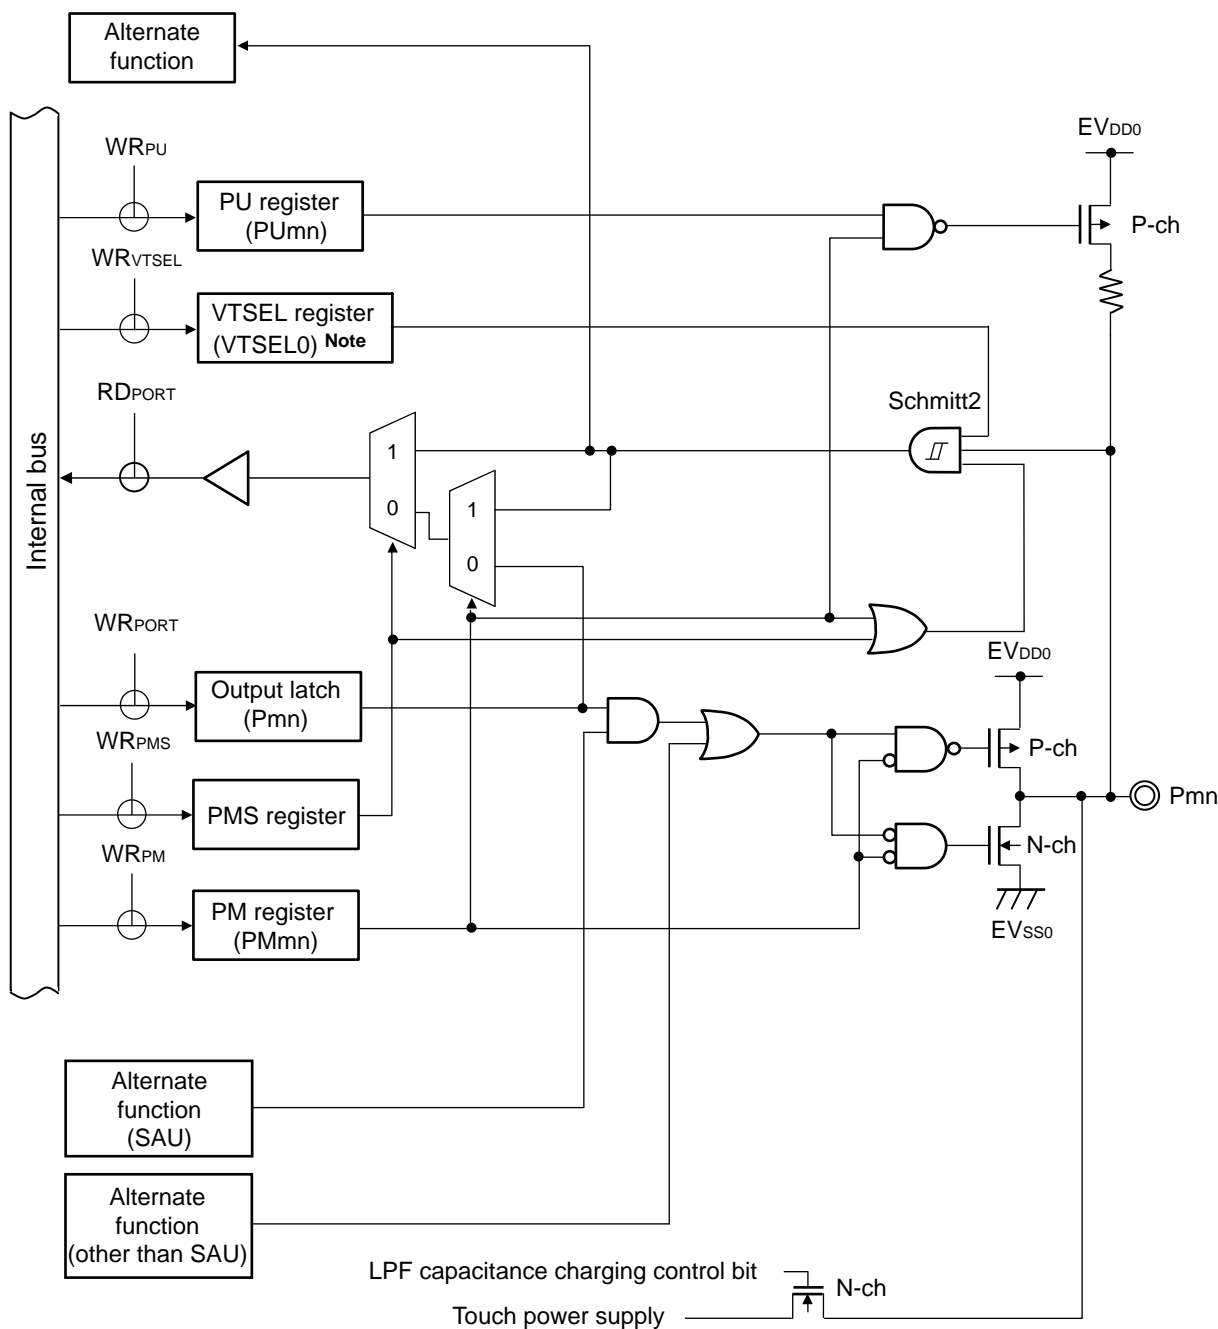 Alternate
function
EVDD0
WRPU
PU register
(PUmn)
P-ch
WRVTSEL
VTSEL register
(VTSEL0) Note
RDPORT
Schmitt2
1
0
1
0
Internal bus
WRPORT
EVDD0
Output latch
(Pmn)
WRPMS
P-ch
Pmn
PMS register
WRPM
N-ch
PM register
(PMmn)
EVSS0
Alternate
function
(SAU)
Alternate
function
(other than SAU)
LPF capacitance charging control bit
N-ch
Touch power supply